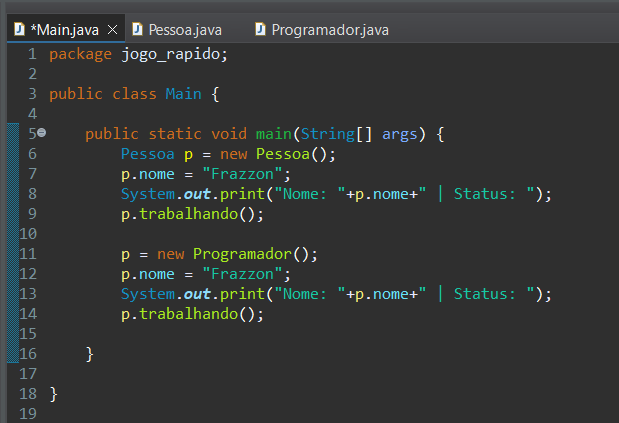 *Main.java Pessoa.java Programador.java
1 package jogo_rapido;
2
3 public class Main {
4
5 public static void main(String[] args) {
6 Pessoa p = new Pessoa();
7 p.nome = "Frazzon";
8 System.out.print("Nome: "+p.nome+" | Status: ");
9 p.trabalhando();
10
11 p = new Programador();
12 p.nome = "Frazzon";
13 System.out.print("Nome: "+p.nome+" | Status: ");
14 p.trabalhando();
15
16 }
17
18 }
19